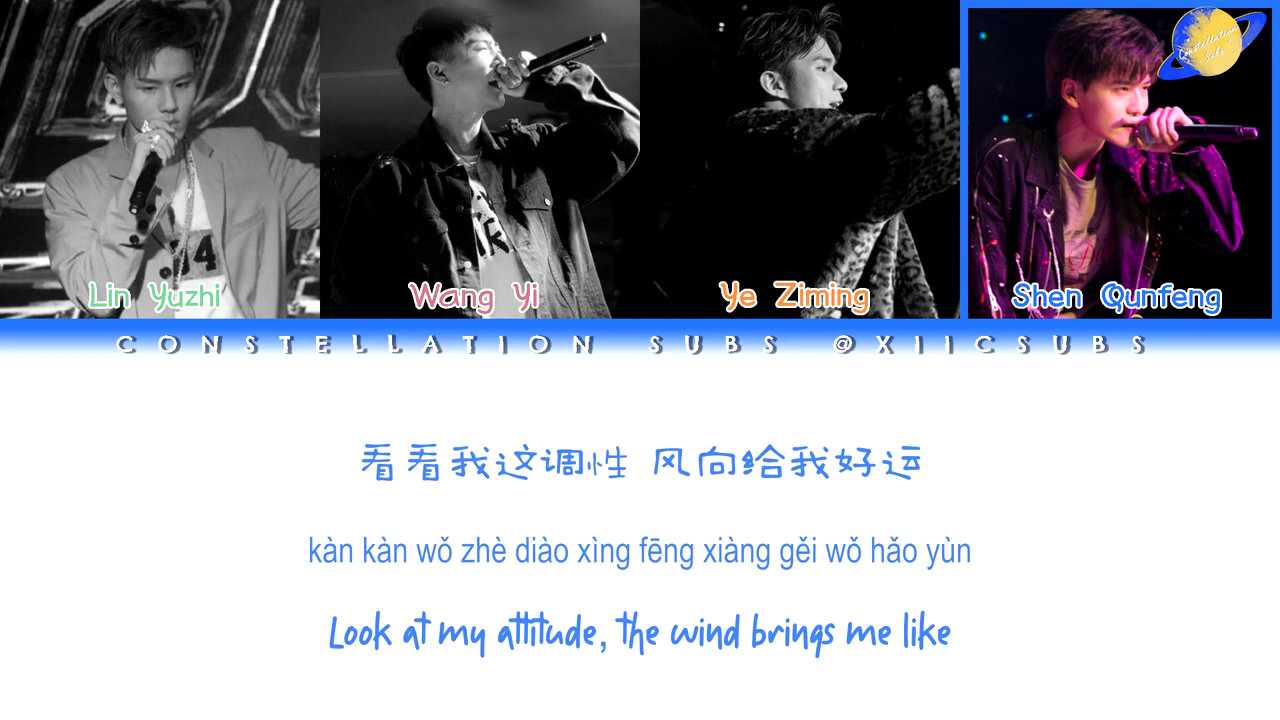 Constellation
Subs
Lin Yuzhi
Wang Yi
Ye Ziming
Shen Qunfeng
CONSTELLATION SUBS @XIICSUBS
看看我这调性 风向给我好运
kàn kàn wǒ zhè diào xìng fēng xiàng gěi wǒ hǎo yùn
Look at my attitude, the wind brings me like